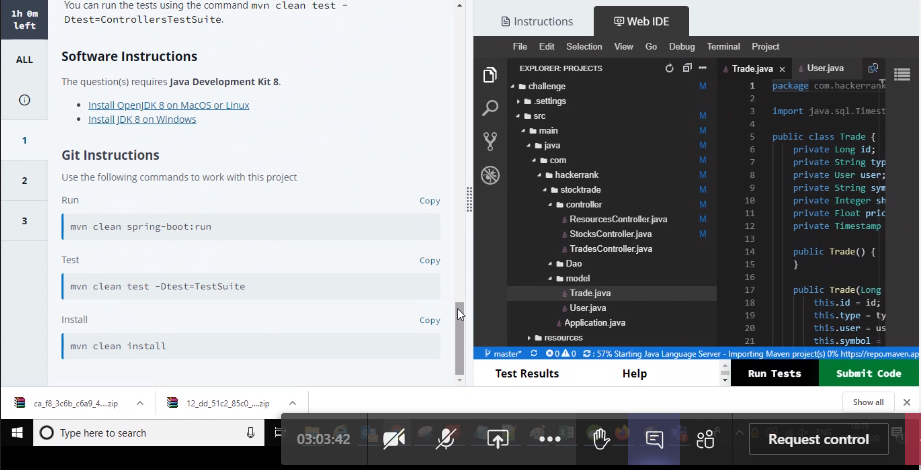 1h 0m
left
ALL
1
2
3
You can run the tests using the command mvn clean test -
Dtest=ControllersTestSuite.
Software Instructions
The question(s) requires Java Development Kit 8.
• Install OpenJDK 8 on MacOS or Linux
• Install JDK 8 on Windows
Git Instructions
Use the following commands to work with this project
Run Copy
mvn clean spring-boot:run
Test Copy
mvn clean test -Dtest=TestSuite
Install Copy
mvn clean install
Instructions Web IDE
File Edit Selection View Go Debug Terminal Project
EXPLORER: PROJECTS
challenge M
.settings
src M
main M
java M
com M
hackerrank M
stocktrade M
controller M
ResourcesController.java M
StocksController.java M
TradesController.java
Dao
model
Trade.java
User.java
Application.java
resources
Trade.java × User.java
1 package com.hackerrank
2
3 import java.sql.Timest
4
5 public class Trade {
6 private Long id;
7 private String typ
8 private User user;
9 private String sym
10 private Integer sh
11 private Float pric
12 private Timestamp
13
14 public Trade() {
15 }
16
17 public Trade(Long
18 this.id = id;
19 this.type = ty
20 this.user = us
21 this.symbol =
master* 0 0 : 57% Starting Java Language Server - Importing Maven project(s) 0% https://repo.maven.ap
Test Results Help Run Tests Submit Code
ca_f8_3c6b_c6a9_4....zip 12_dd_51c2_85c0_....zip Show all ×
Type here to search
03:03:42 Request control